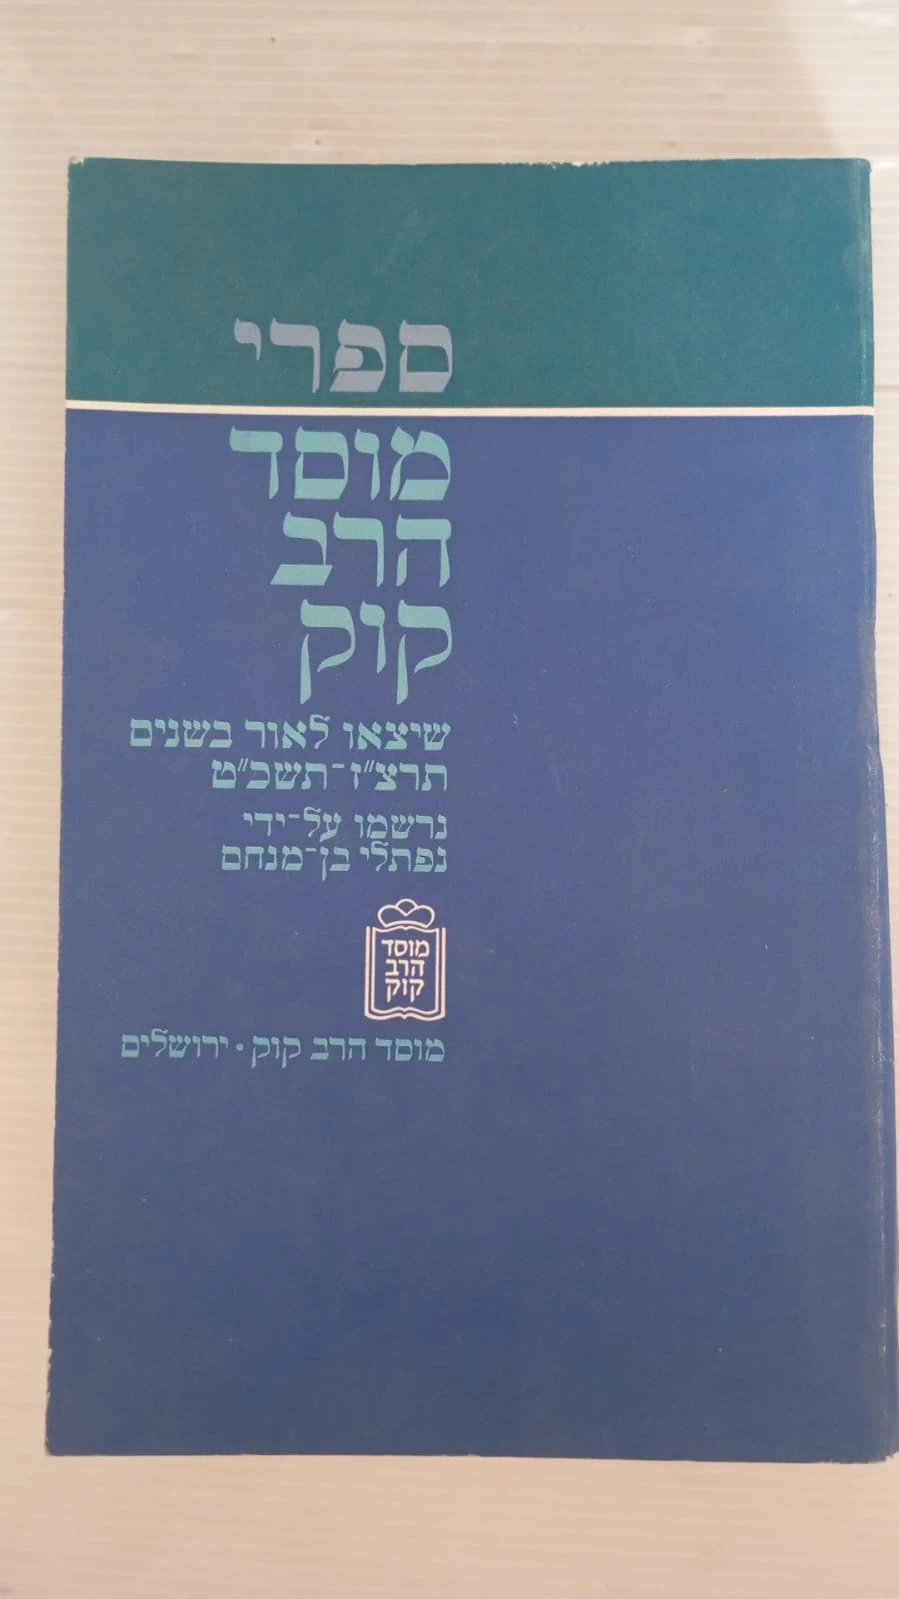 ספרי
מוסד
הרב
קוק
שיצאו לאור בשנים
תרצ"ז-תשכ"ט
נרשמו על-ידי
נפתלי בן-מנחם
מוסד
הרב
קוק
מוסד הרב קוק · ירושלים